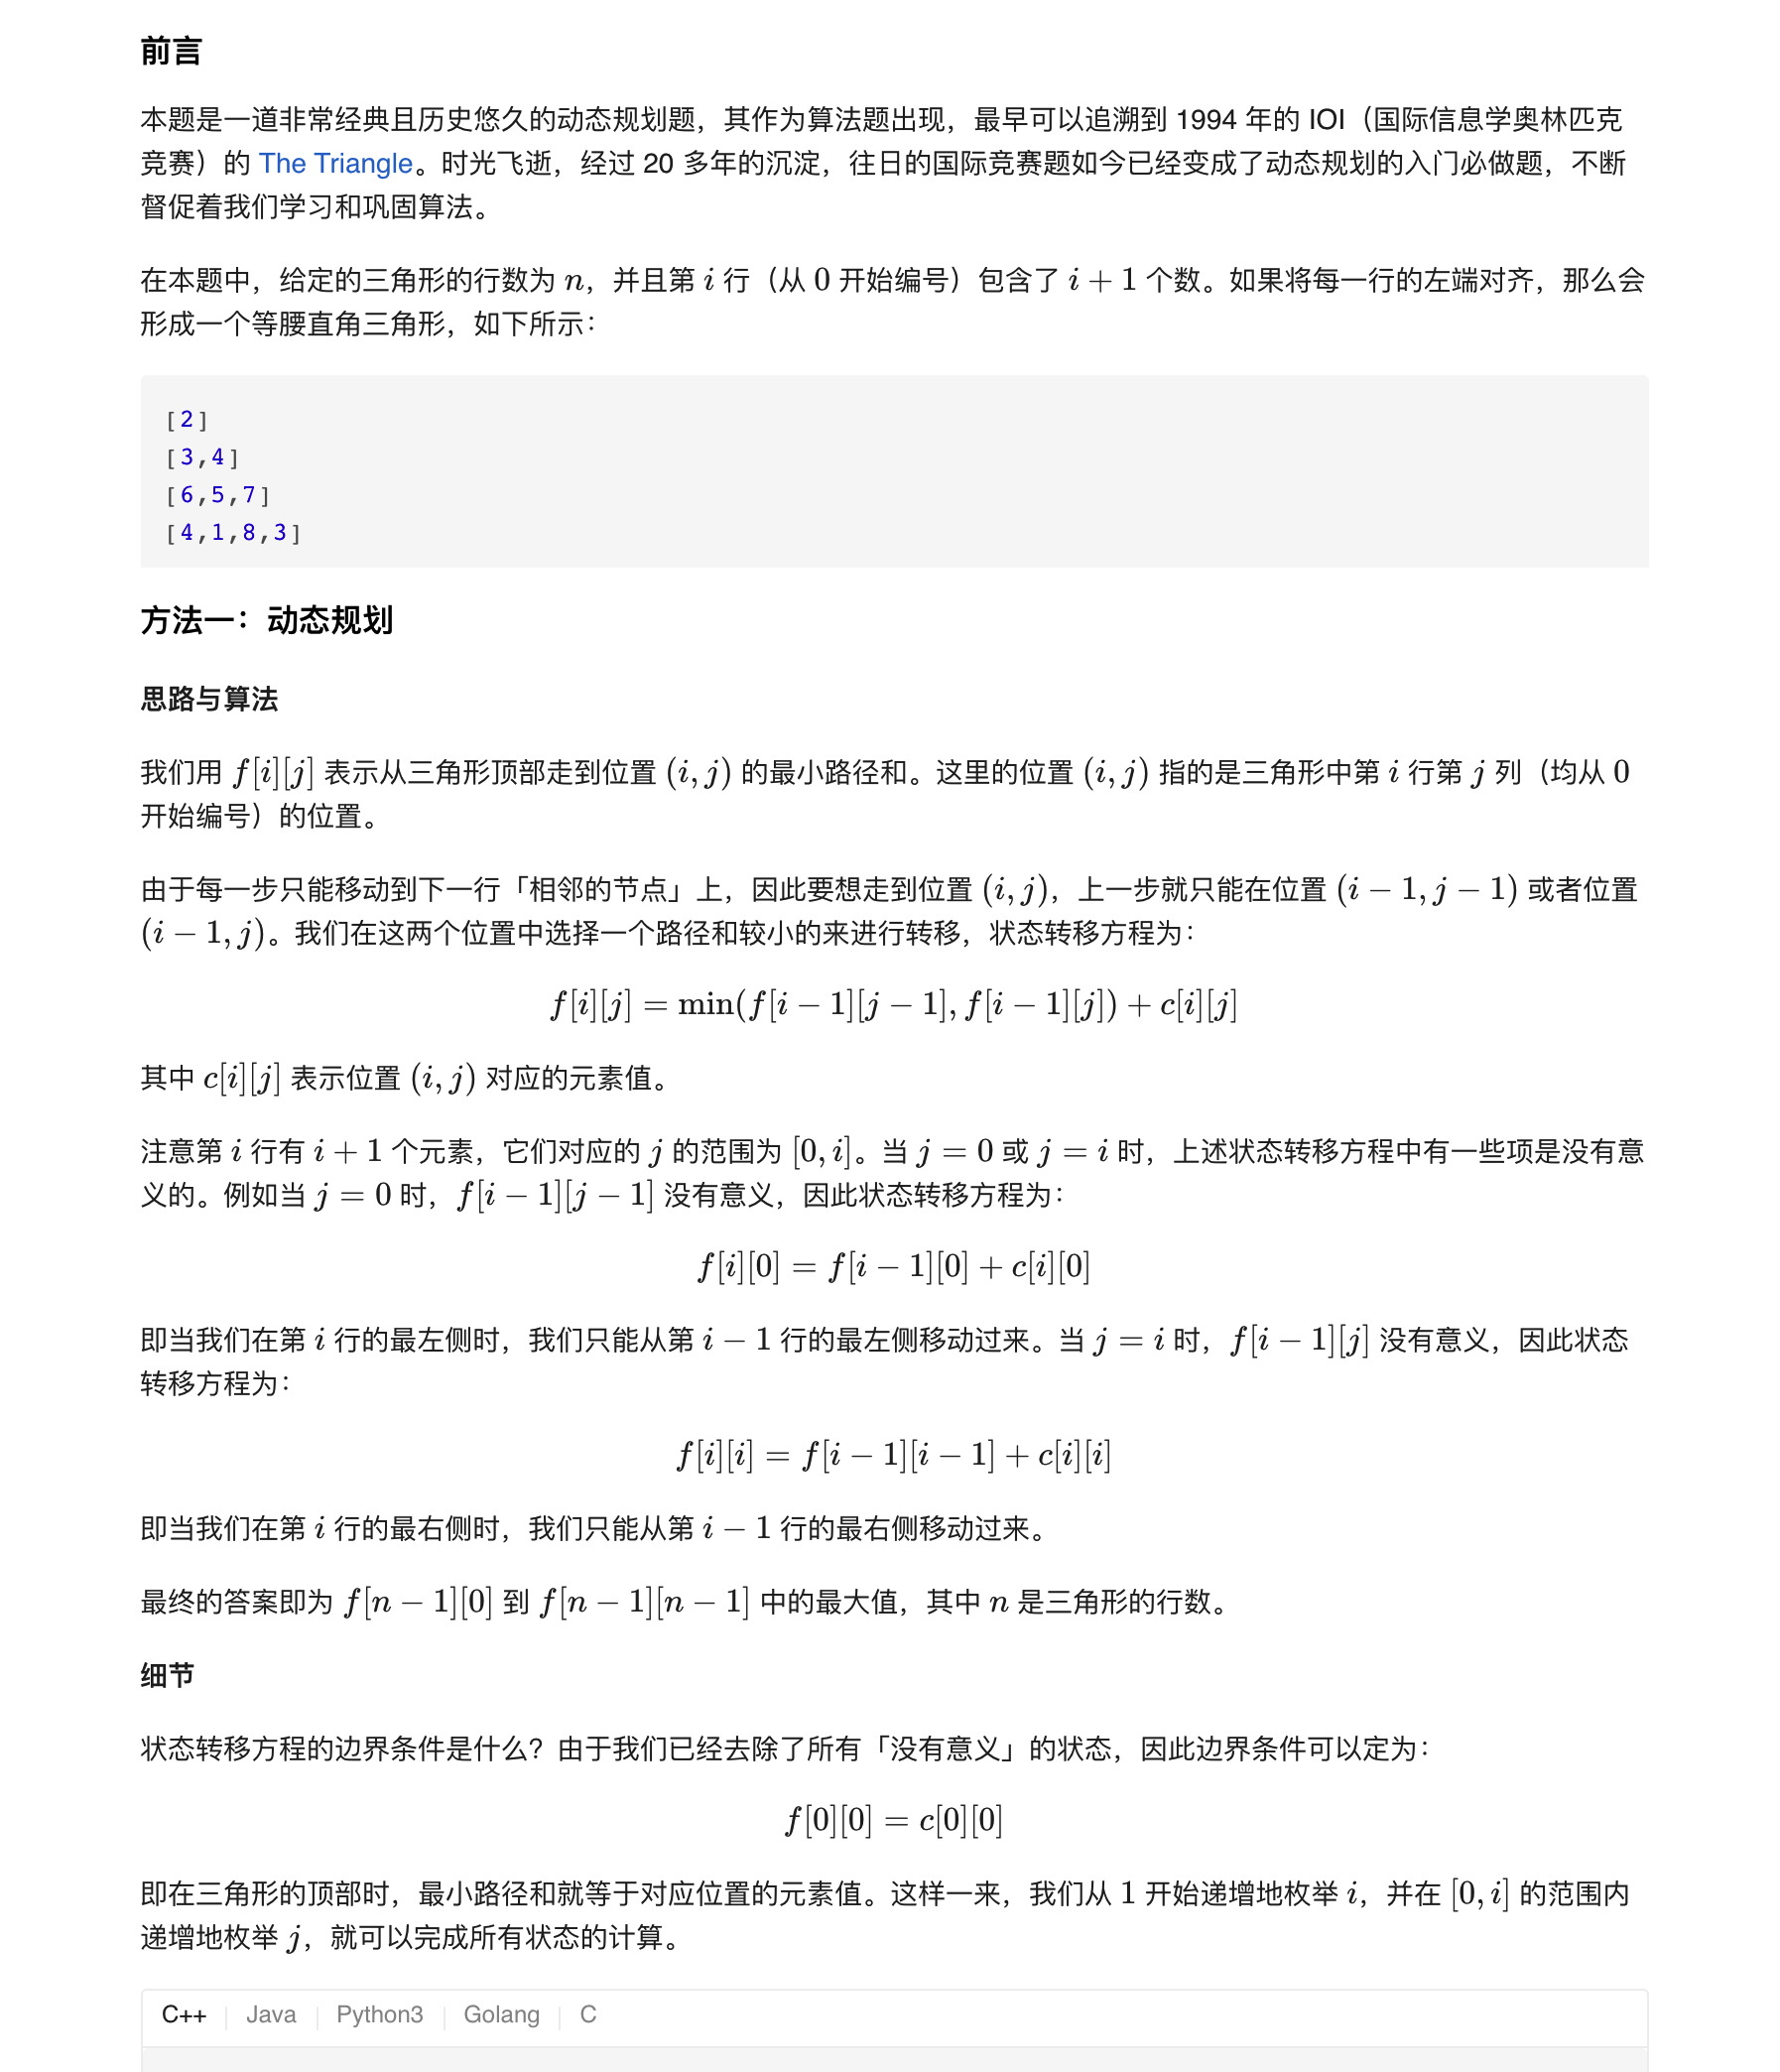 前言
本题是一道非常经典且历史悠久的动态规划题，其作为算法题出现，最早可以追溯到 1994 年的 IOI（国际信息学奥林匹克
竞赛）的 The Triangle。时光飞逝，经过 20 多年的沉淀，往日的国际竞赛题如今已经变成了动态规划的入门必做题，不断
督促着我们学习和巩固算法。
在本题中，给定的三角形的行数为 n，并且第 i 行（从 0 开始编号）包含了 i + 1 个数。如果将每一行的左端对齐，那么会
形成一个等腰直角三角形，如下所示：
[2]
[3,4]
[6,5,7]
[4,1,8,3]
方法一：动态规划
思路与算法
我们用 f[i][j] 表示从三角形顶部走到位置 (i, j) 的最小路径和。这里的位置 (i, j) 指的是三角形中第 i 行第 j 列（均从 0
开始编号）的位置。
由于每一步只能移动到下一行「相邻的节点」上，因此要想走到位置 (i, j)，上一步就只能在位置 (i − 1, j − 1) 或者位置
(i − 1, j)。我们在这两个位置中选择一个路径和较小的来进行转移，状态转移方程为：
f[i][j] = min(f[i − 1][j − 1], f[i − 1][j]) + c[i][j]
其中 c[i][j] 表示位置 (i, j) 对应的元素值。
注意第 i 行有 i + 1 个元素，它们对应的 j 的范围为 [0, i]。当 j = 0 或 j = i 时，上述状态转移方程中有一些项是没有意
义的。例如当 j = 0 时，f[i − 1][j − 1] 没有意义，因此状态转移方程为：
f[i][0] = f[i − 1][0] + c[i][0]
即当我们在第 i 行的最左侧时，我们只能从第 i − 1 行的最左侧移动过来。当 j = i 时，f[i − 1][j] 没有意义，因此状态
转移方程为：
f[i][i] = f[i − 1][i − 1] + c[i][i]
即当我们在第 i 行的最右侧时，我们只能从第 i − 1 行的最右侧移动过来。
最终的答案即为 f[n − 1][0] 到 f[n − 1][n − 1] 中的最大值，其中 n 是三角形的行数。
细节
状态转移方程的边界条件是什么？由于我们已经去除了所有「没有意义」的状态，因此边界条件可以定为：
f[0][0] = c[0][0]
即在三角形的顶部时，最小路径和就等于对应位置的元素值。这样一来，我们从 1 开始递增地枚举 i，并在 [0, i] 的范围内
递增地枚举 j，就可以完成所有状态的计算。
C++ Java Python3 Golang C